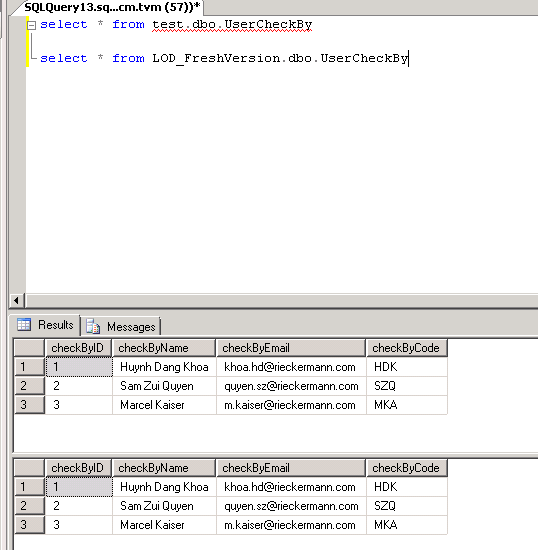 SQLQuery13.sq...cm.tvm (57))*
select * from test.dbo.UserCheckBy
select * from LOD_FreshVersion.dbo.UserCheckBy
Results Messages
checkByID checkByName checkByEmail checkByCode
1 1 Huynh Dang Khoa khoa.hd@rieckermann.com HDK
2 2 Sam Zui Quyen quyen.sz@rieckermann.com SZQ
3 3 Marcel Kaiser m.kaiser@rieckermann.com MKA
checkByID checkByName checkByEmail checkByCode
1 1 Huynh Dang Khoa khoa.hd@rieckermann.com HDK
2 2 Sam Zui Quyen quyen.sz@rieckermann.com SZQ
3 3 Marcel Kaiser m.kaiser@rieckermann.com MKA